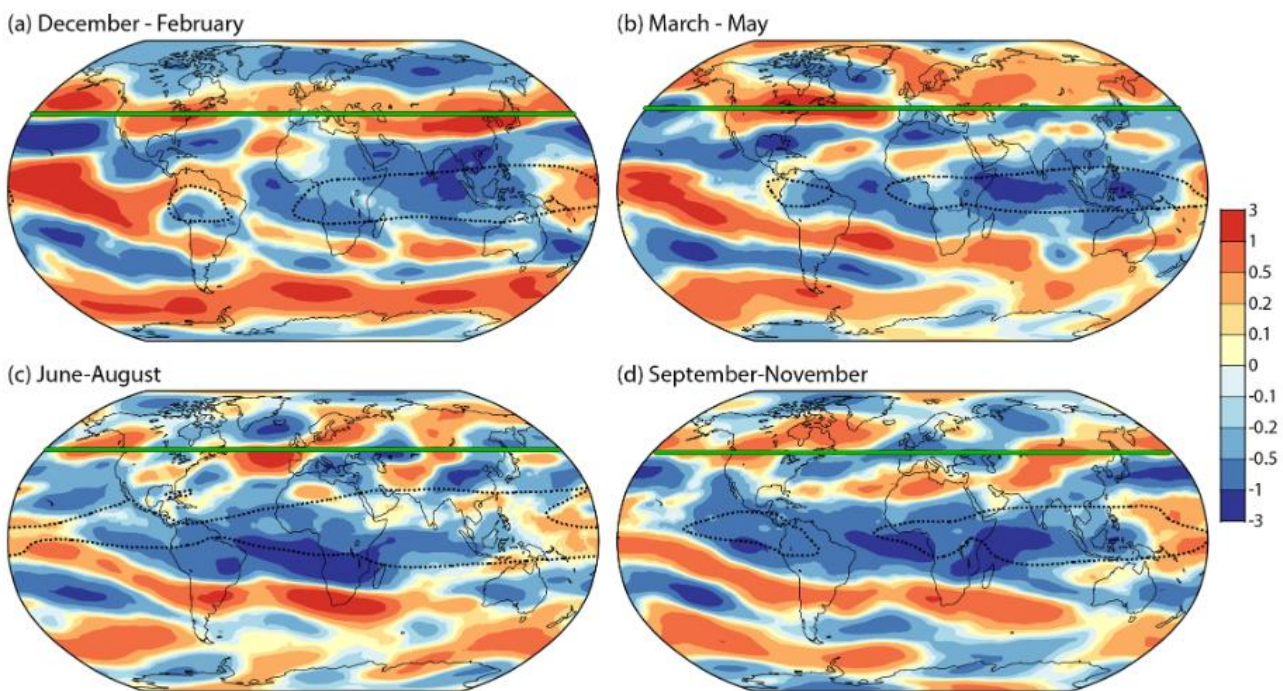 (a) December - February
(b) March - May
(c) June-August
(d) September-November
3
1
0.5
0.2
0.1
0
-0.1
-0.2
-0.5
-1
-3